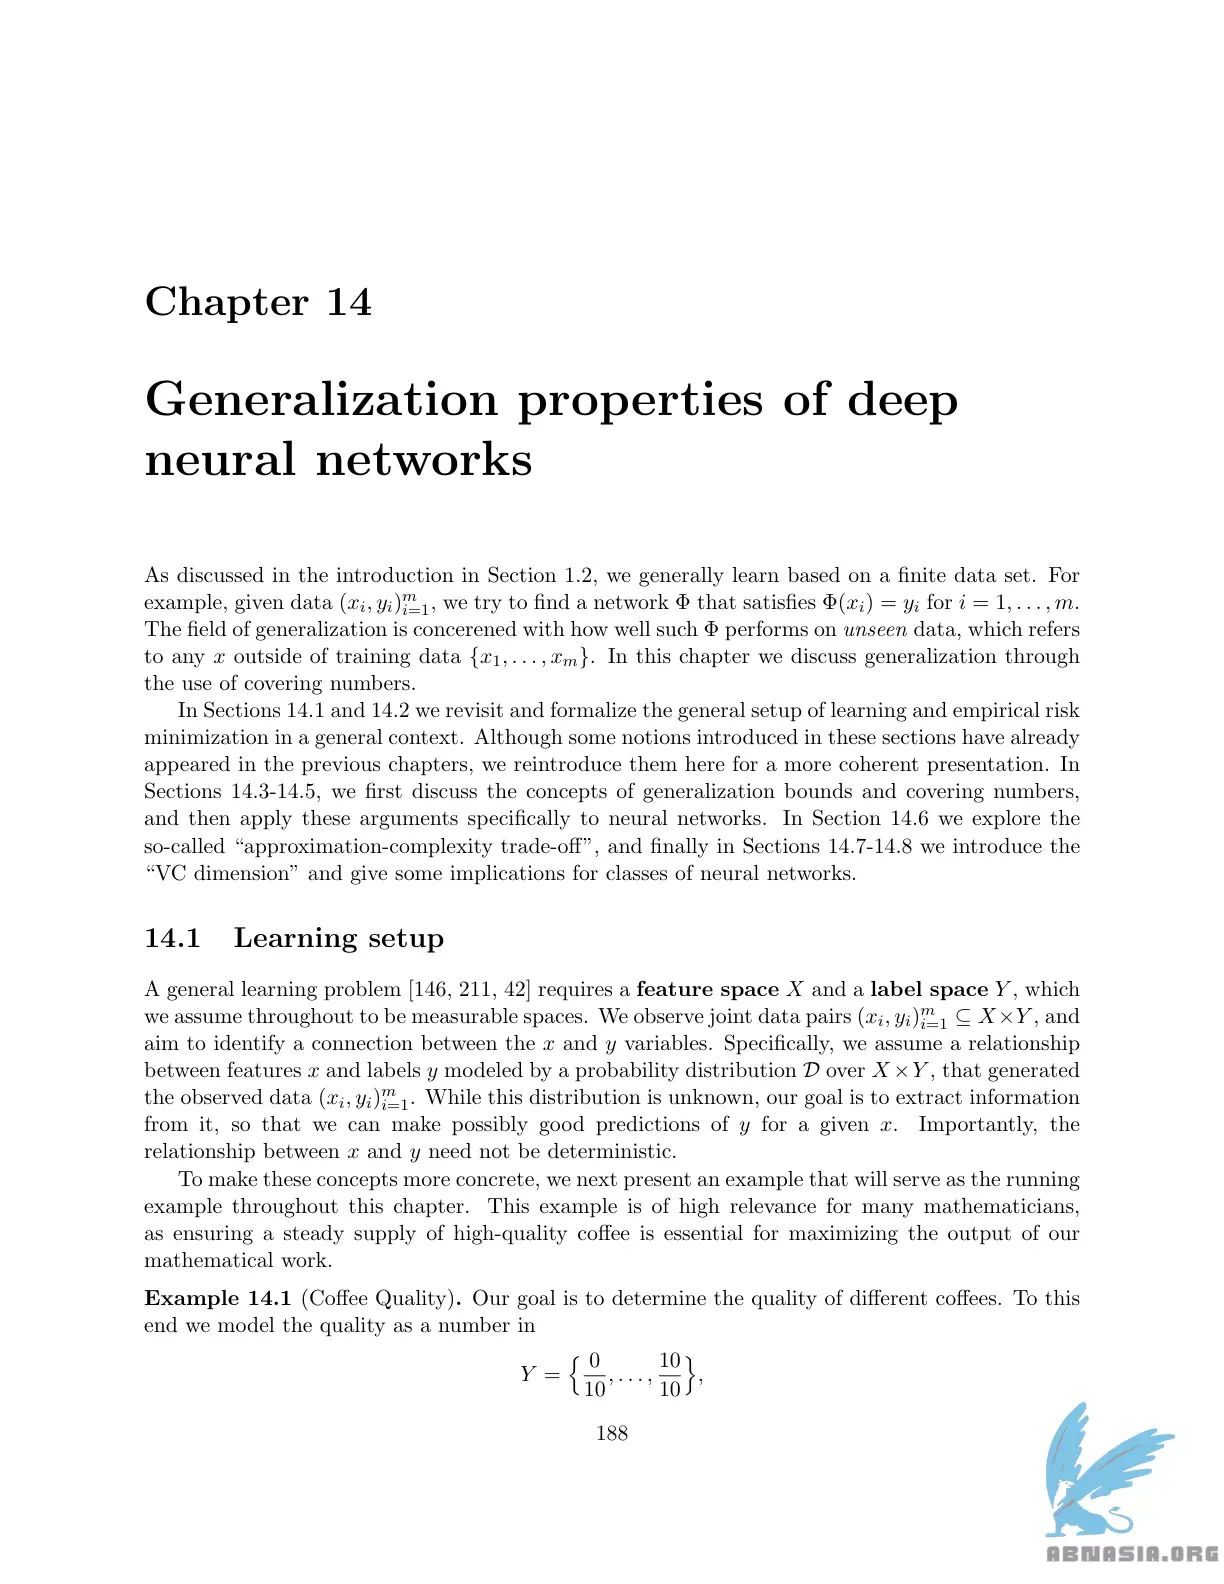 Chapter 14
Generalization properties of deep
neural networks
As discussed in the introduction in Section 1.2, we generally learn based on a finite data set. For
example, given data (x_i, y_i)_{i=1}^m, we try to find a network Φ that satisfies Φ(x_i) = y_i for i = 1, . . . , m.
The field of generalization is concerened with how well such Φ performs on unseen data, which refers
to any x outside of training data {x_1, . . . , x_m}. In this chapter we discuss generalization through
the use of covering numbers.
In Sections 14.1 and 14.2 we revisit and formalize the general setup of learning and empirical risk
minimization in a general context. Although some notions introduced in these sections have already
appeared in the previous chapters, we reintroduce them here for a more coherent presentation. In
Sections 14.3-14.5, we first discuss the concepts of generalization bounds and covering numbers,
and then apply these arguments specifically to neural networks. In Section 14.6 we explore the
so-called “approximation-complexity trade-off”, and finally in Sections 14.7-14.8 we introduce the
“VC dimension” and give some implications for classes of neural networks.
14.1 Learning setup
A general learning problem [146, 211, 42] requires a feature space X and a label space Y, which
we assume throughout to be measurable spaces. We observe joint data pairs (x_i, y_i)_{i=1}^m ⊆ X×Y, and
aim to identify a connection between the x and y variables. Specifically, we assume a relationship
between features x and labels y modeled by a probability distribution 𝒟 over X×Y, that generated
the observed data (x_i, y_i)_{i=1}^m. While this distribution is unknown, our goal is to extract information
from it, so that we can make possibly good predictions of y for a given x. Importantly, the
relationship between x and y need not be deterministic.
To make these concepts more concrete, we next present an example that will serve as the running
example throughout this chapter. This example is of high relevance for many mathematicians,
as ensuring a steady supply of high-quality coffee is essential for maximizing the output of our
mathematical work.
Example 14.1 (Coffee Quality). Our goal is to determine the quality of different coffees. To this
end we model the quality as a number in
Y = {0/10, . . . , 10/10},
188
ABNASIA.ORG